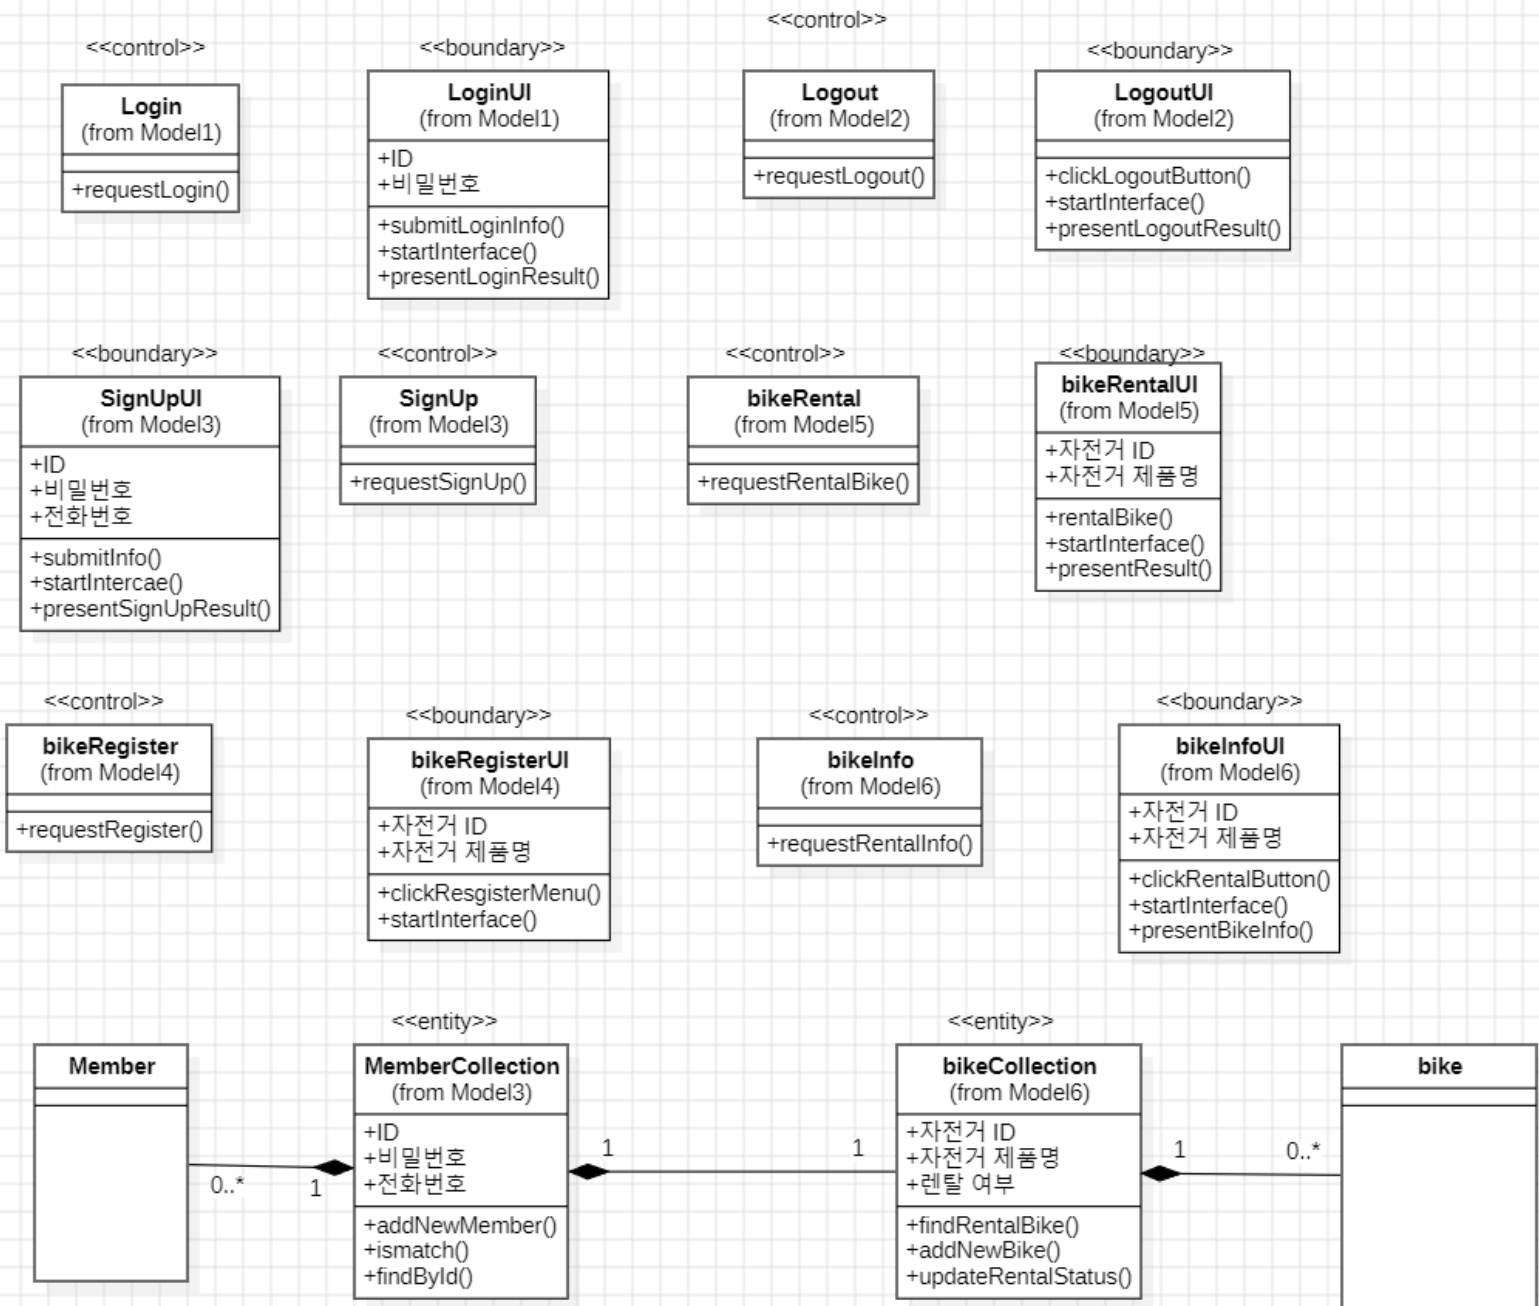 <<control>>
Login
(from Model1)
+requestLogin()
<<boundary>>
LoginUI
(from Model1)
+ID
+비밀번호
+submitLoginInfo()
+startInterface()
+presentLoginResult()
<<control>>
Logout
(from Model2)
+requestLogout()
<<boundary>>
LogoutUI
(from Model2)
+clickLogoutButton()
+startInterface()
+presentLogoutResult()
<<boundary>>
SignUpUI
(from Model3)
+ID
+비밀번호
+전화번호
+submitInfo()
+startIntercae()
+presentSignUpResult()
<<control>>
SignUp
(from Model3)
+requestSignUp()
<<control>>
bikeRental
(from Model5)
+requestRentalBike()
<<boundary>>
bikeRentalUI
(from Model5)
+자전거 ID
+자전거 제품명
+rentalBike()
+startInterface()
+presentResult()
<<control>>
bikeRegister
(from Model4)
+requestRegister()
<<boundary>>
bikeRegisterUI
(from Model4)
+자전거 ID
+자전거 제품명
+clickResgisterMenu()
+startInterface()
<<control>>
bikeInfo
(from Model6)
+requestRentalInfo()
<<boundary>>
bikeInfoUI
(from Model6)
+자전거 ID
+자전거 제품명
+clickRentalButton()
+startInterface()
+presentBikeInfo()
Member
0..*
1
<<entity>>
MemberCollection
(from Model3)
+ID
+비밀번호
+전화번호
+addNewMember()
+ismatch()
+findById()
1
1
<<entity>>
bikeCollection
(from Model6)
+자전거 ID
+자전거 제품명
+렌탈 여부
+findRentalBike()
+addNewBike()
+updateRentalStatus()
1
0..*
bike